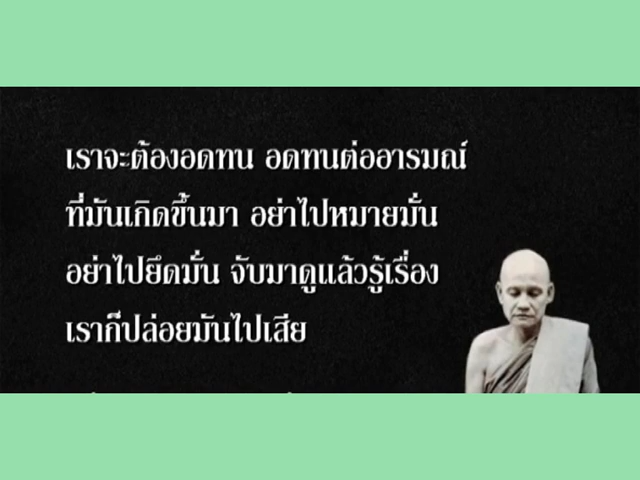 เราจะต้องอดทน อดทนต่ออารมณ์
ที่มันเกิดขึ้นมา อย่าไปหมายมั่น
อย่าไปยึดมั่น จับมาดูแล้วรู้เรื่อง
เราก็ปล่อยมันไปเสีย